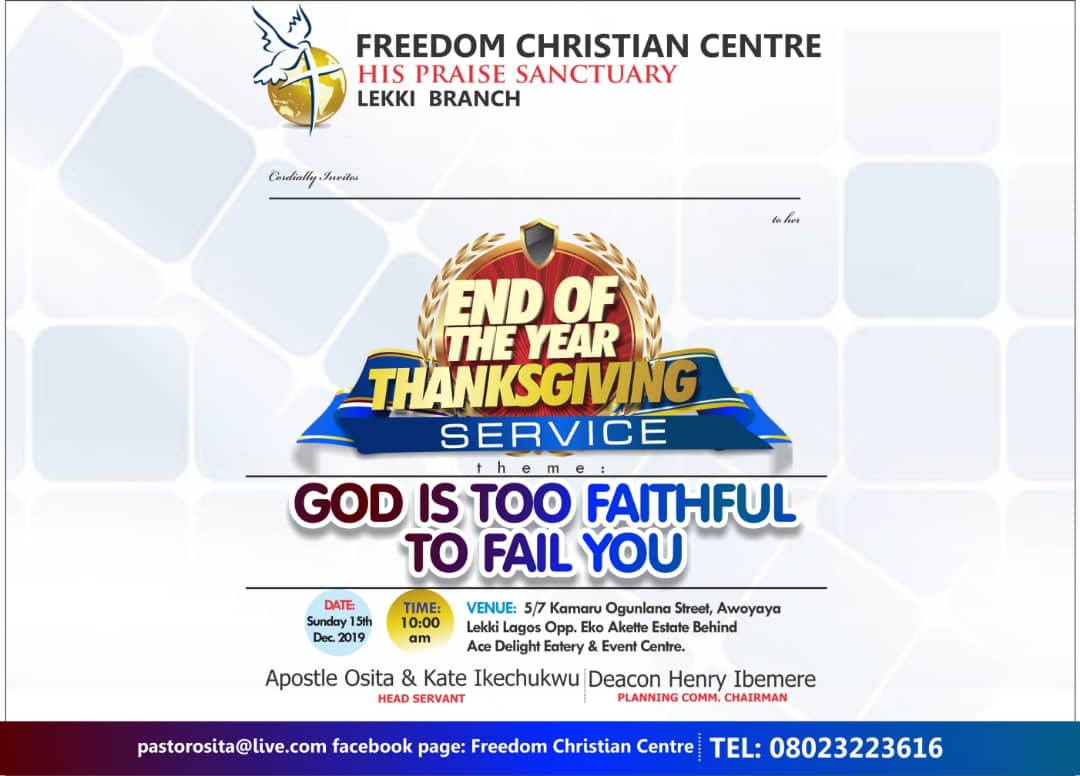 FREEDOM CHRISTIAN CENTRE
HIS PRAISE SANCTUARY
LEKKI BRANCH
Cordially Invites
to her
END OF
THE YEAR
THANKSGIVING
SERVICE
theme:
GOD IS TOO FAITHFUL
TO FAIL YOU
DATE:
Sunday 15th
Dec. 2019
TIME:
10:00
am
VENUE: 5/7 Kamaru Ogunlana Street, Awoyaya
Lekki Lagos Opp. Eko Akette Estate Behind
Ace Delight Eatery & Event Centre.
Apostle Osita & Kate Ikechukwu
HEAD SERVANT
Deacon Henry Ibemere
PLANNING COMM. CHAIRMAN
pastorosita@live.com facebook page: Freedom Christian Centre
TEL: 08023223616